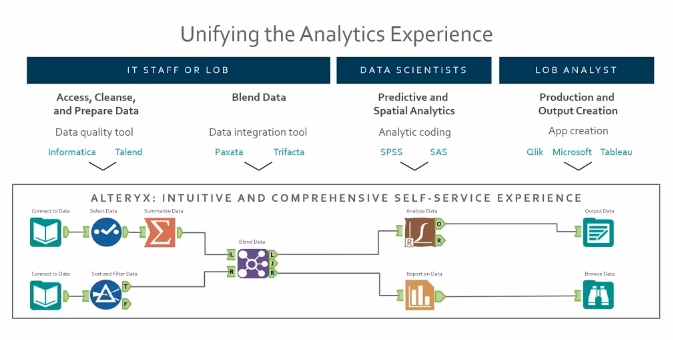 Unifying the Analytics Experience
IT STAFF OR LOB
DATA SCIENTISTS
LOB ANALYST
Access, Cleanse,
and Prepare Data
Blend Data
Predictive and
Spatial Analytics
Production and
Output Creation
Data quality tool
Data integration tool
Analytic coding
App creation
Informatica Talend
Paxata Trifacta
SPSS SAS
Qlik Microsoft Tableau
ALTERYX: INTUITIVE AND COMPREHENSIVE SELF-SERVICE EXPERIENCE
Connect to Data
Select Data
Summarize Data
Blend Data
Analyze Data
Output Data
L
R
L
J
R
R
O
R
Connect to Data
Sort and Filter Data
T
F
Report on Data
Browse Data